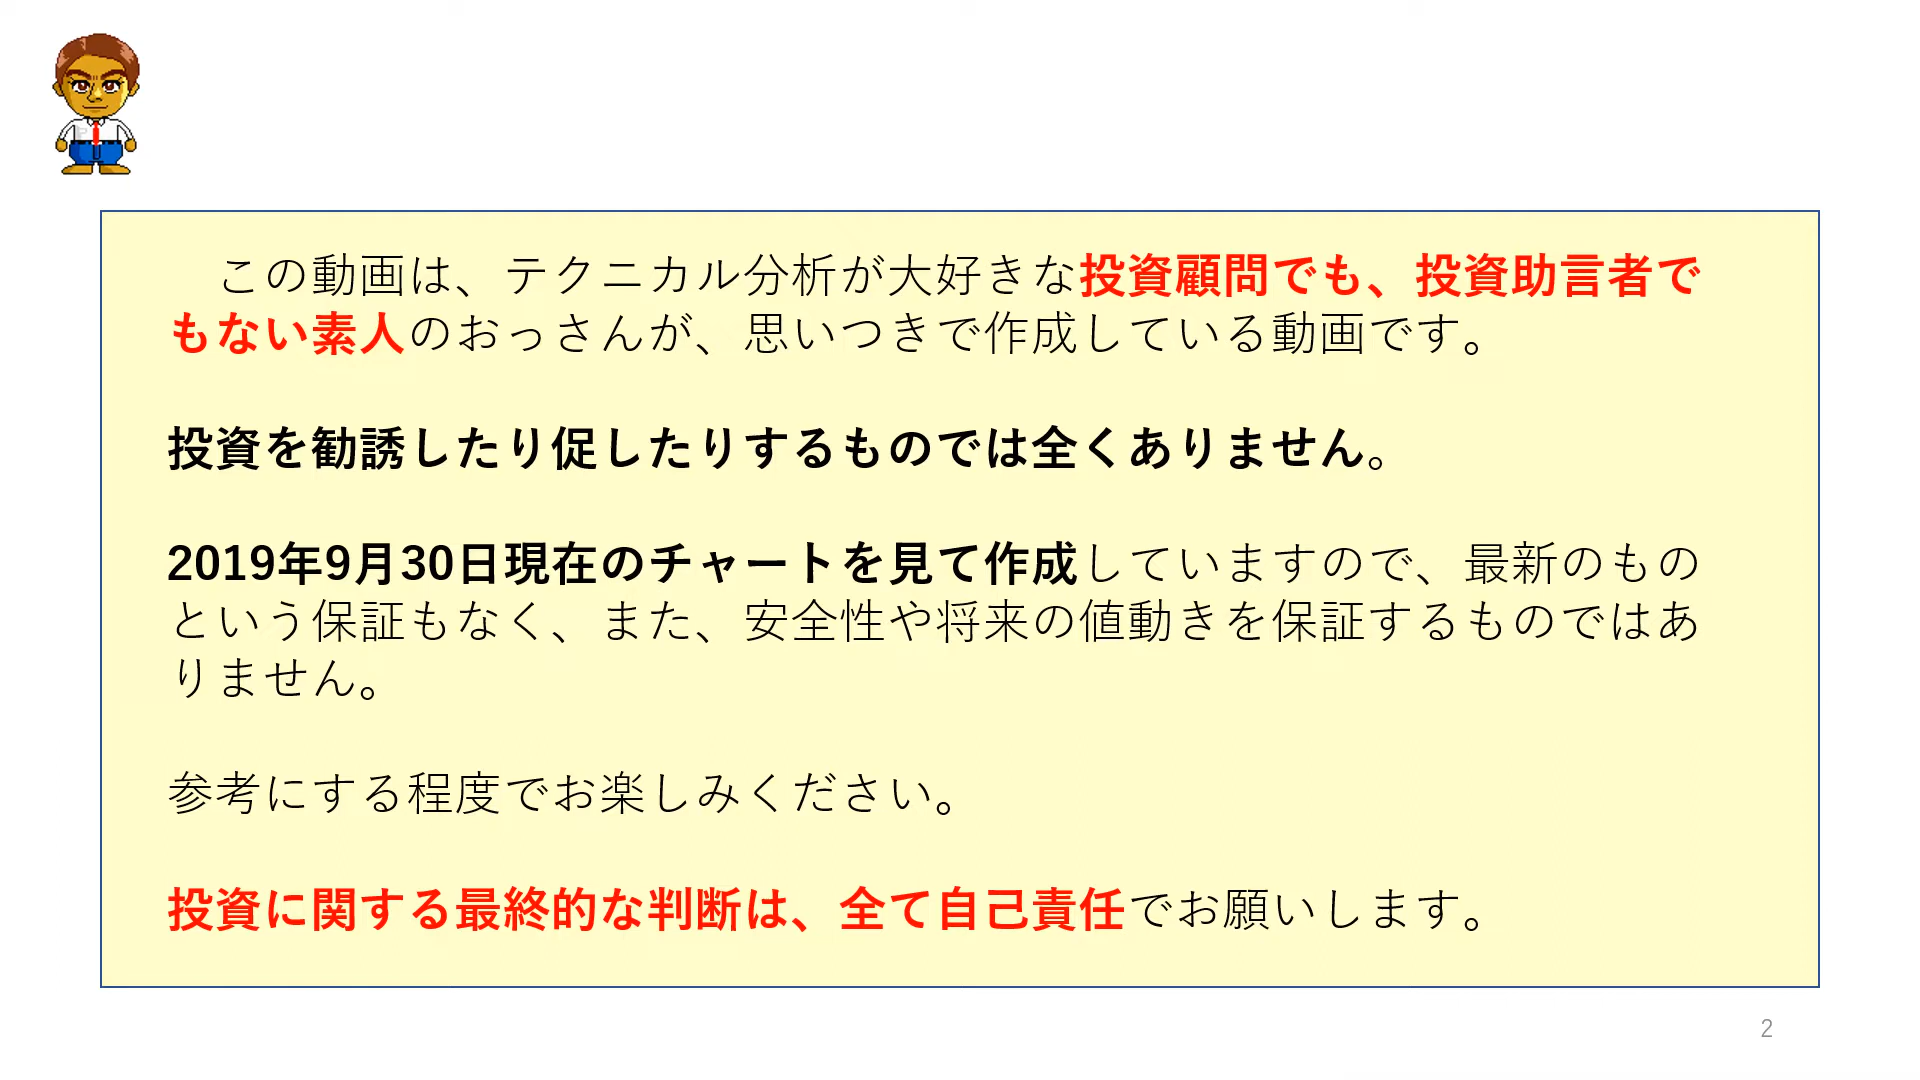 この動画は、テクニカル分析が大好きな投資顧問でも、投資助言者で
もない素人のおっさんが、思いつきで作成している動画です。
投資を勧誘したり促したりするものでは全くありません。
2019年9月30日現在のチャートを見て作成していますので、最新のもの
という保証もなく、また、安全性や将来の値動きを保証するものではあ
りません。
参考にする程度でお楽しみください。
投資に関する最終的な判断は、全て自己責任でお願いします。
2